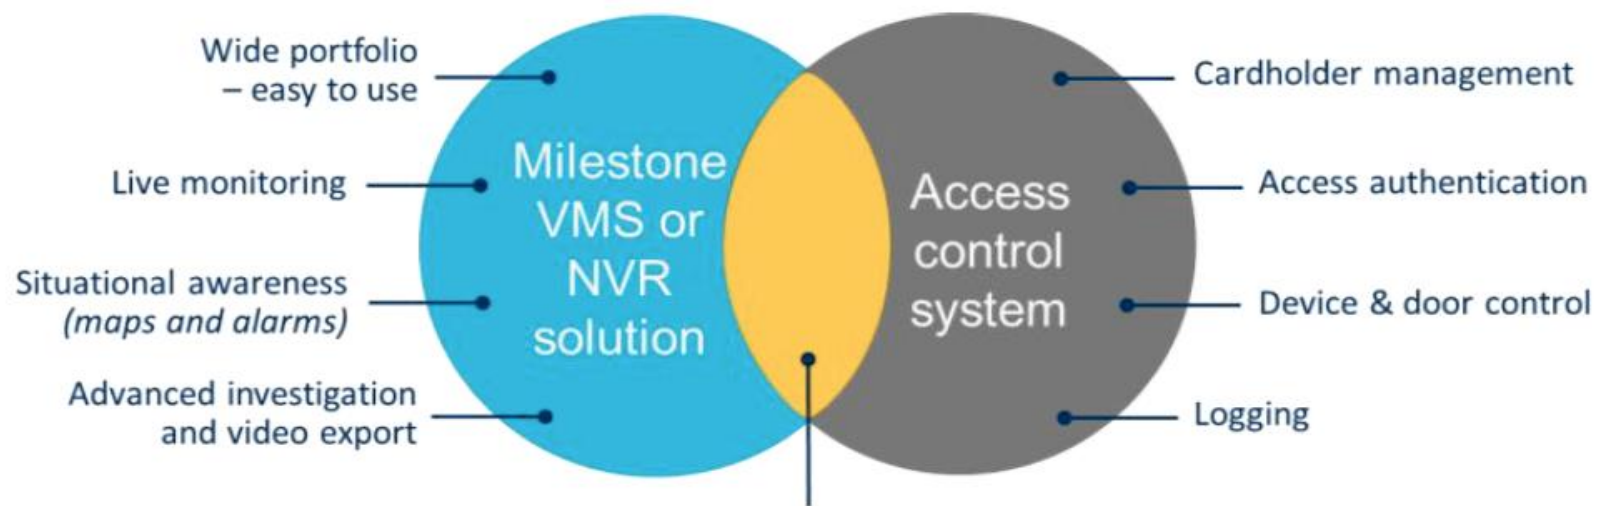 Wide portfolio
– easy to use
Live monitoring
Situational awareness
(maps and alarms)
Advanced investigation
and video export
Milestone
VMS or
NVR
solution
Access
control
system
Cardholder management
Access authentication
Device & door control
Logging